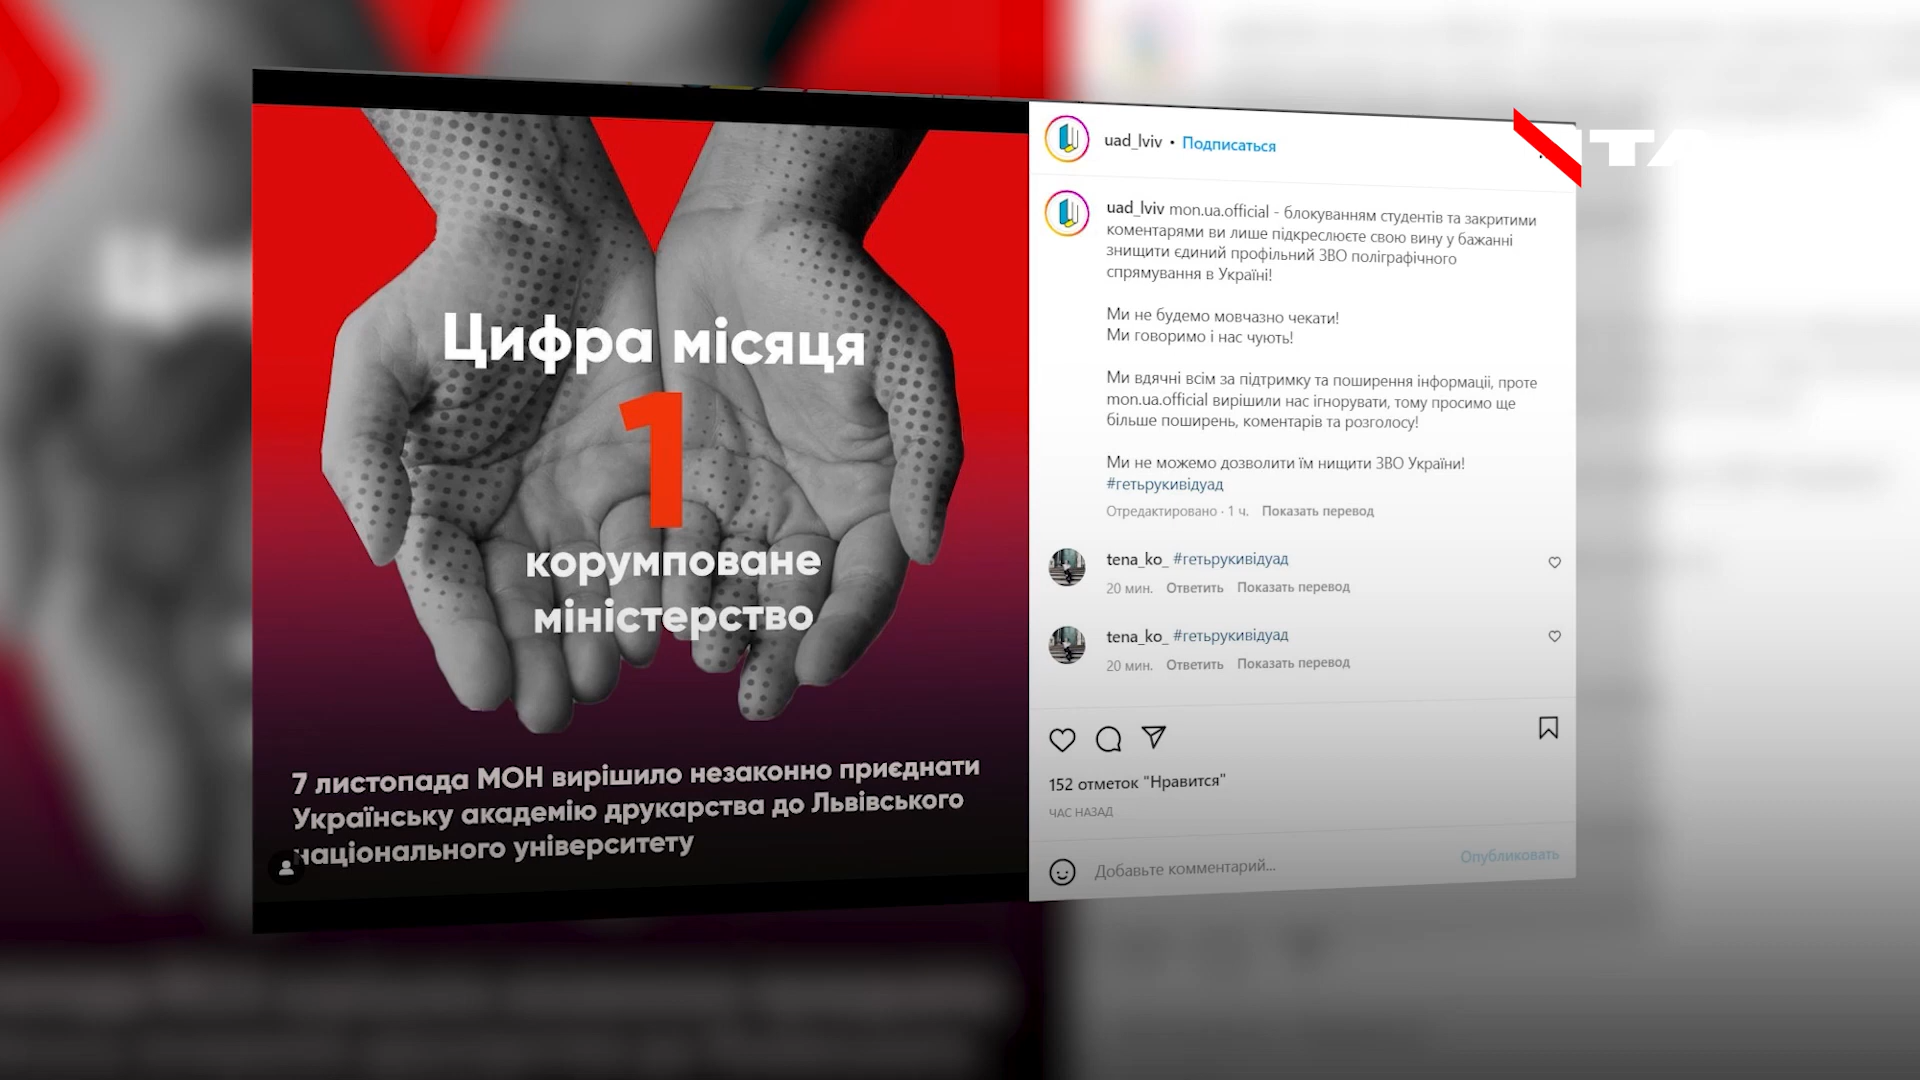 Цифра місяця
1
корумповане
міністерство
7 листопада МОН вирішило незаконно приєднати
Українську академію друкарства до Львівського
національного університету
uad_lviv • Подписаться
uad_lviv mon.ua.official - блокуванням студентів та закритими
коментарями ви лише підкреслюєте свою вину у бажанні
знищити єдиний профільний ЗВО поліграфічного
спрямування в Україні!
Ми не будемо мовчазно чекати!
Ми говоримо і нас чують!
Ми вдячні всім за підтримку та поширення інформації, проте
mon.ua.official вирішили нас ігнорувати, тому просимо ще
більше поширень, коментарів та розголосу!
Ми не можемо дозволити їм нищити ЗВО України!
#гетьрукивідуад
Отредактировано · 1 ч. Показать перевод
tena_ko_ #гетьрукивідуад
20 мин. Ответить Показать перевод
tena_ko_ #гетьрукивідуад
20 мин. Ответить Показать перевод
152 отметок "Нравится"
ЧАС НАЗАД
Добавьте комментарий...
Опубликовать